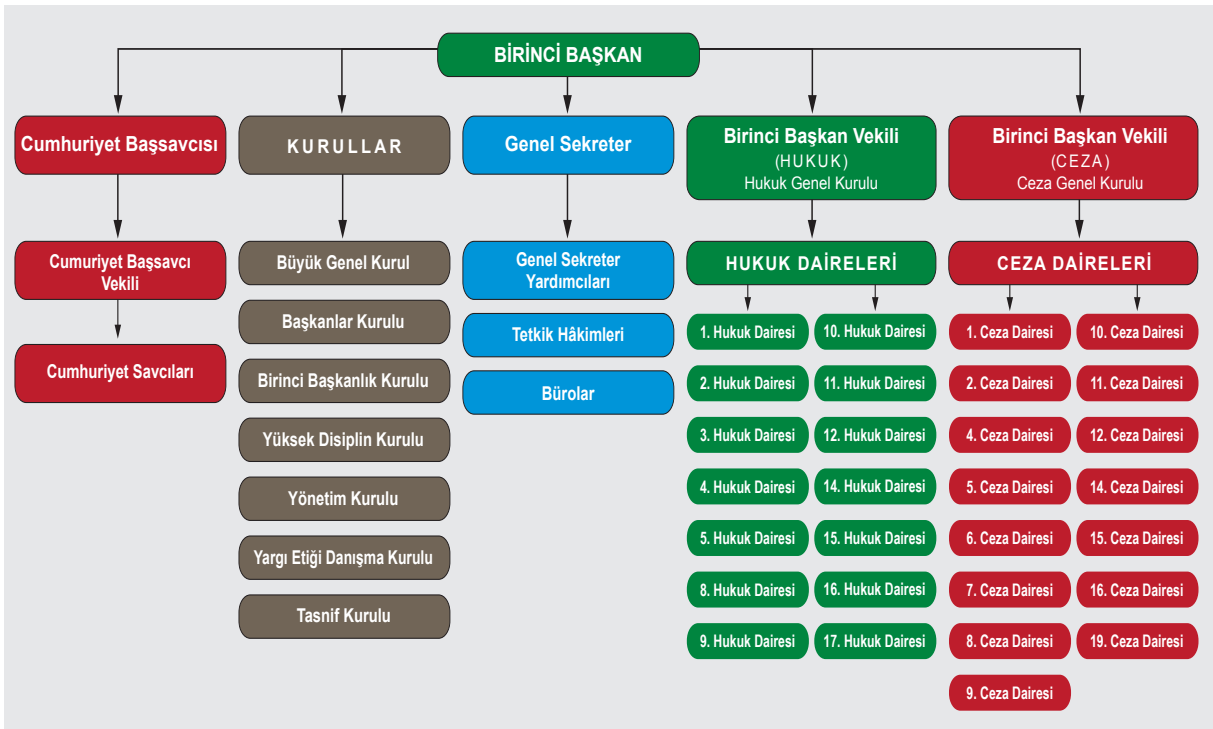 BİRİNCİ BAŞKAN
Cumhuriyet Başsavcısı
Cumuriyet Başsavcı
Vekili
Cumhuriyet Savcıları
KURULLAR
Büyük Genel Kurul
Başkanlar Kurulu
Birinci Başkanlık Kurulu
Yüksek Disiplin Kurulu
Yönetim Kurulu
Yargı Etiği Danışma Kurulu
Tasnif Kurulu
Genel Sekreter
Genel Sekreter
Yardımcıları
Tetkik Hâkimleri
Bürolar
Birinci Başkan Vekili
(HUKUK)
Hukuk Genel Kurulu
HUKUK DAİRELERİ
1. Hukuk Dairesi
2. Hukuk Dairesi
3. Hukuk Dairesi
4. Hukuk Dairesi
5. Hukuk Dairesi
8. Hukuk Dairesi
9. Hukuk Dairesi
10. Hukuk Dairesi
11. Hukuk Dairesi
12. Hukuk Dairesi
14. Hukuk Dairesi
15. Hukuk Dairesi
16. Hukuk Dairesi
17. Hukuk Dairesi
Birinci Başkan Vekili
(CEZA)
Ceza Genel Kurulu
CEZA DAİRELERİ
1. Ceza Dairesi
2. Ceza Dairesi
4. Ceza Dairesi
5. Ceza Dairesi
6. Ceza Dairesi
7. Ceza Dairesi
8. Ceza Dairesi
9. Ceza Dairesi
10. Ceza Dairesi
11. Ceza Dairesi
12. Ceza Dairesi
14. Ceza Dairesi
15. Ceza Dairesi
16. Ceza Dairesi
19. Ceza Dairesi